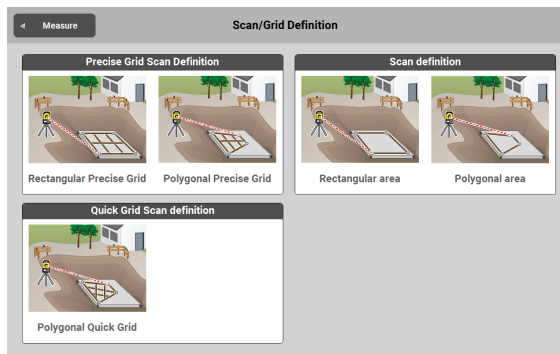 Measure
Scan/Grid Definition
Precise Grid Scan Definition
Rectangular Precise Grid
Polygonal Precise Grid
Scan definition
Rectangular area
Polygonal area
Quick Grid Scan definition
Polygonal Quick Grid